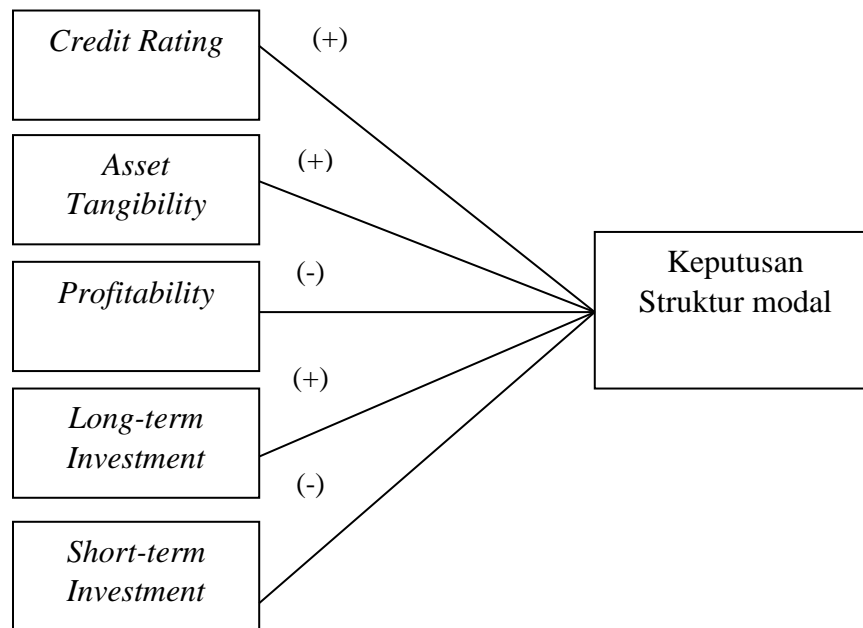 Credit Rating
(+)
Asset
Tangibility
(+)
Profitability
(-)
Keputusan
Struktur modal
(+)
Long-term
Investment
(-)
Short-term
Investment